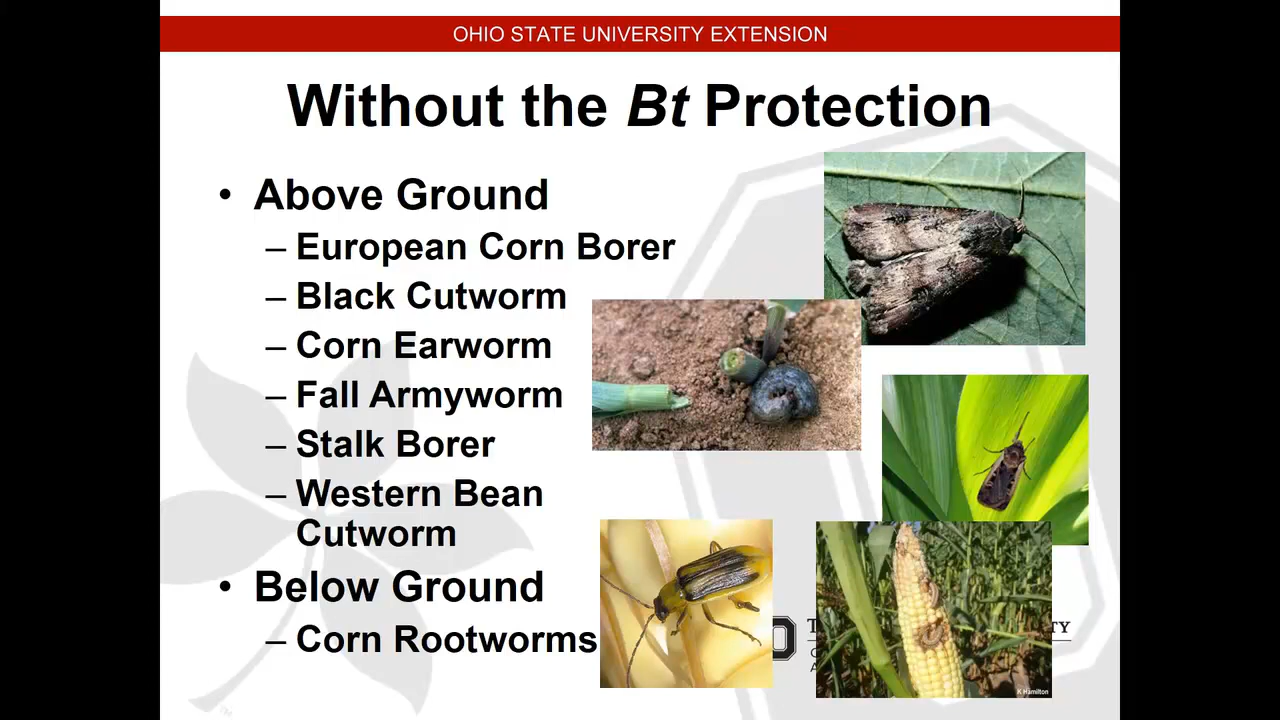 OHIO STATE UNIVERSITY EXTENSION
Without the Bt Protection
• Above Ground
– European Corn Borer
– Black Cutworm
– Corn Earworm
– Fall Armyworm
– Stalk Borer
– Western Bean
Cutworm
• Below Ground
– Corn Rootworms
K Hamilton